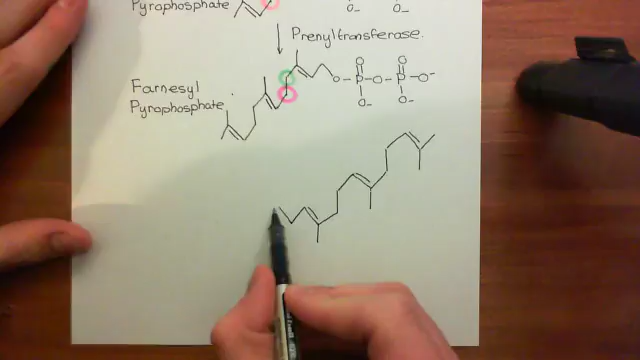 Pyrophosphate
O- O-
Prenyltransferase.
Farnesyl
Pyrophosphate
O O
O-P-O-P-O-
O- O-